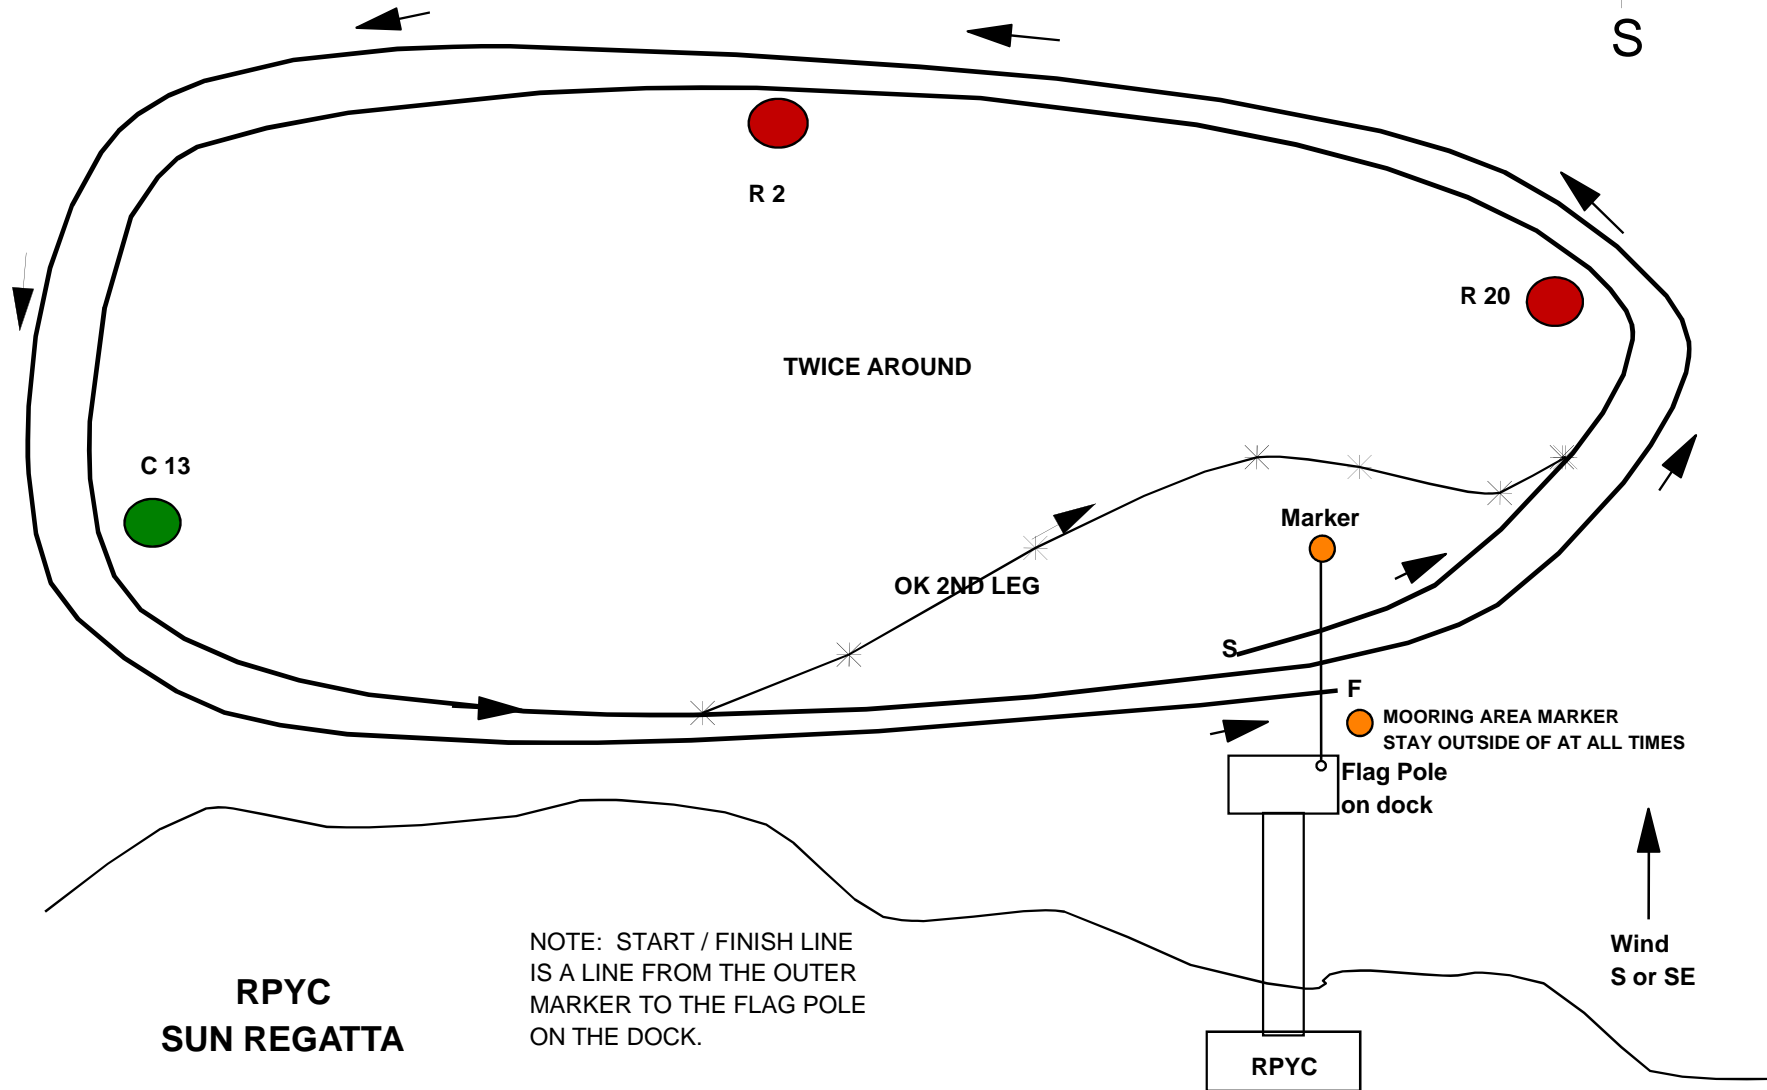 S
R 2
R 20
TWICE AROUND
C 13
Marker
OK 2ND LEG
S
F
MOORING AREA MARKER
STAY OUTSIDE OF AT ALL TIMES
Flag Pole
on dock
NOTE:  START / FINISH LINE
IS A LINE FROM THE OUTER
MARKER TO THE FLAG POLE
ON THE DOCK.
Wind
S or SE
RPYC
SUN REGATTA
RPYC